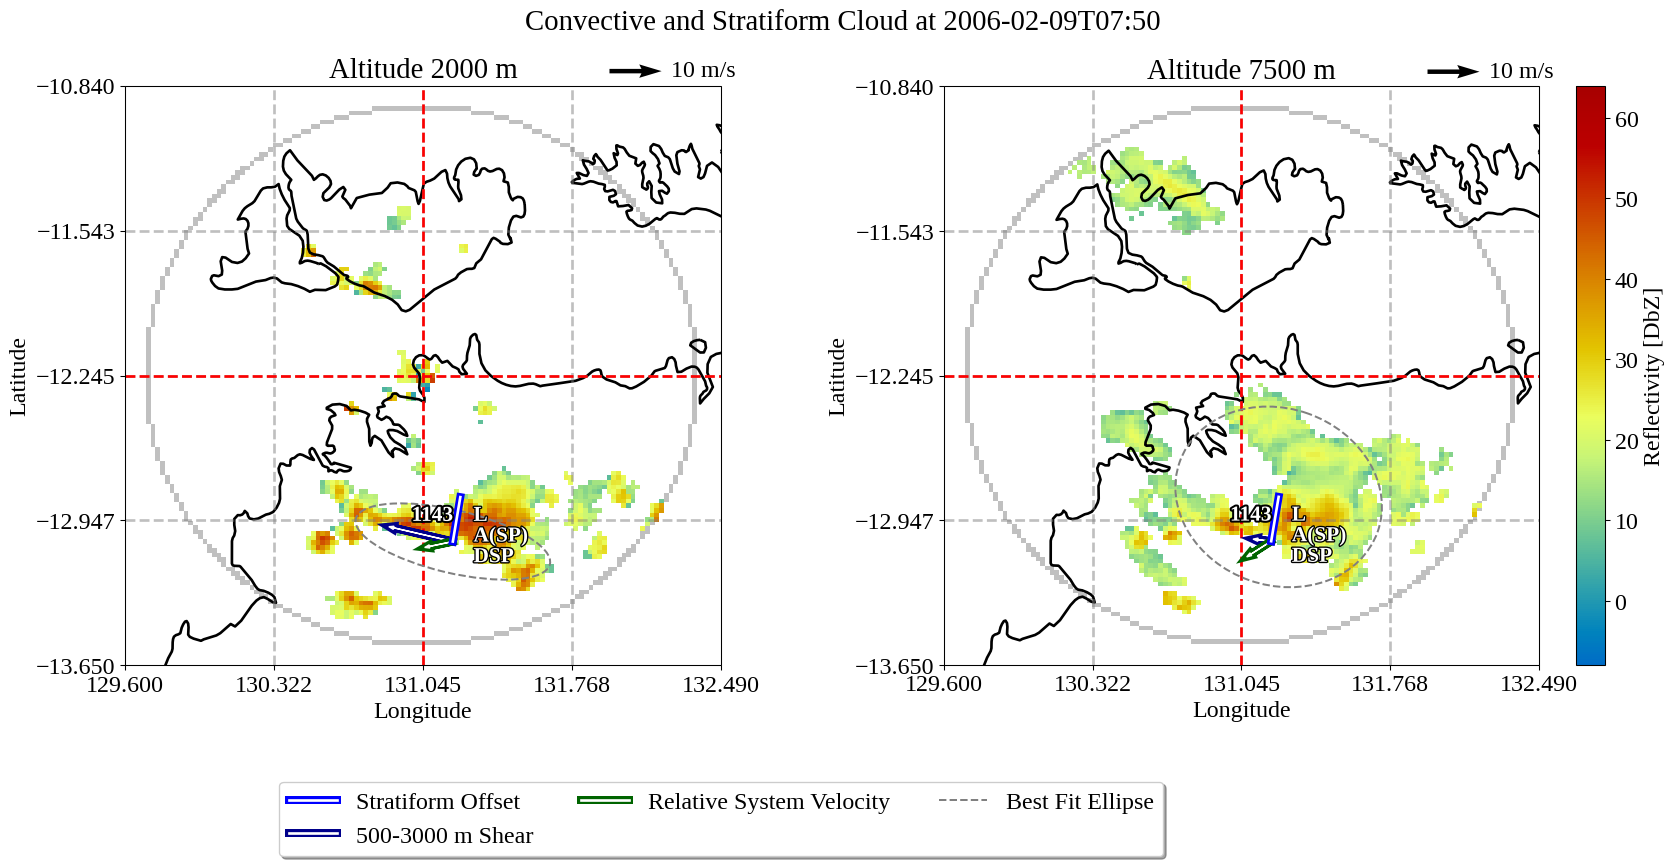 Convective and Stratiform Cloud at 2006-02-09T07:50
Altitude 2000 m
10 m/s
−10.840
−11.543
−12.245
−12.947
−13.650
Latitude
1143
L
A(SP)
DSP
129.600
130.322
131.045
131.768
132.490
Longitude
Altitude 7500 m
10 m/s
−10.840
−11.543
−12.245
−12.947
−13.650
Latitude
1143
L
A(SP)
DSP
129.600
130.322
131.045
131.768
132.490
Longitude
60
50
40
30
20
10
0
Reflectivity [DbZ]
Stratiform Offset
500-3000 m Shear
Relative System Velocity
Best Fit Ellipse